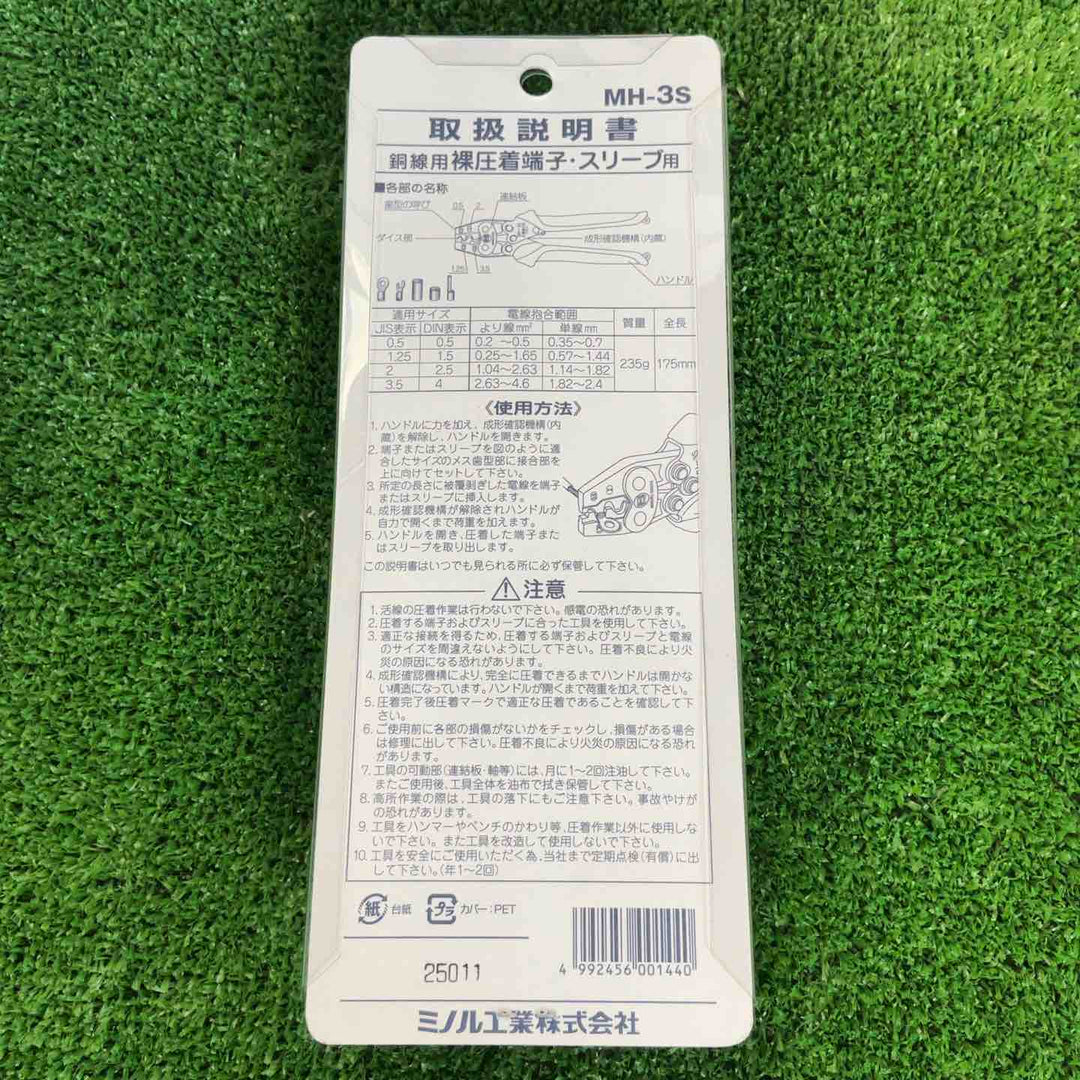 MH-3S
取扱説明書
銅線用 裸圧着端子・スリーブ用
■各部の名称
歯型の呼び
0.5
2
連結板
ダイス部
成形確認機構(内蔵)
1.25
3.5
ハンドル
適用サイズ 電線抱合範囲 質量 全長
JIS表示 DIN表示 より線㎟ 単線㎜
0.5 0.5 0.2 〜0.5 0.35〜0.7
1.25 1.5 0.25〜1.65 0.57〜1.44
235g 175mm
2 2.5 1.04〜2.63 1.14〜1.82
3.5 4 2.63〜4.6 1.82〜2.4
《使用方法》
1. ハンドルに力を加え、成形確認機構(内
蔵)を解除し、ハンドルを開きます。
2. 端子またはスリーブを図のように適
合したサイズのメス歯型部に接合部を
上に向けてセットして下さい。
3. 所定の長さに被覆剥ぎした電線を端子
またはスリーブに挿入します。
4. 成形確認機構が解除されハンドルが
自力で開くまで荷重を加えます。
5. ハンドルを開き、圧着した端子また
はスリーブを取り出します。
この説明書はいつでも見られる所に必ず保管して下さい。
注意
1. 活線の圧着作業は行わないで下さい。感電の恐れがあります。
2. 圧着する端子およびスリーブに合った工具を使用して下さい。
3. 適正な接続を得るため、圧着する端子およびスリーブと電線
のサイズを間違えないようにして下さい。圧着不良により火
災の原因になる恐れがあります。
4. 成形確認機構により、完全に圧着できるまでハンドルは開かな
い構造になっています。ハンドルが開くまで荷重を加えて下さい。
5. 圧着完了後圧着マークで適正な圧着であることを確認して下
さい。
6. ご使用前に各部の損傷がないかをチェックし、損傷がある場合
は修理に出して下さい。圧着不良により火災の原因になる恐れ
があります。
7. 工具の可動部(連結板・軸等)には、月に1〜2回注油して下さい。
またご使用後、工具全体を油布で拭き保管して下さい。
8. 高所作業の際は、工具の落下にもご注意下さい。事故やけが
の恐れがあります。
9. 工具をハンマーやペンチのかわり等、圧着作業以外に使用しな
いで下さい。また工具を改造して使用しないで下さい。
10. 工具を安全にご使用いただく為、当社まで定期点検(有償)に出
して下さい。(年1〜2回)
紙 台紙 プラ カバー:PET
25011
4 992456 001440
ミノル工業株式会社